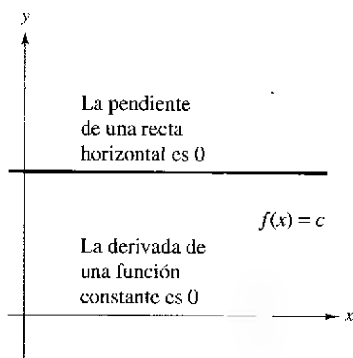 y
La pendiente
de una recta
horizontal es 0
f(x) = c
La derivada de
una función
constante es 0
x